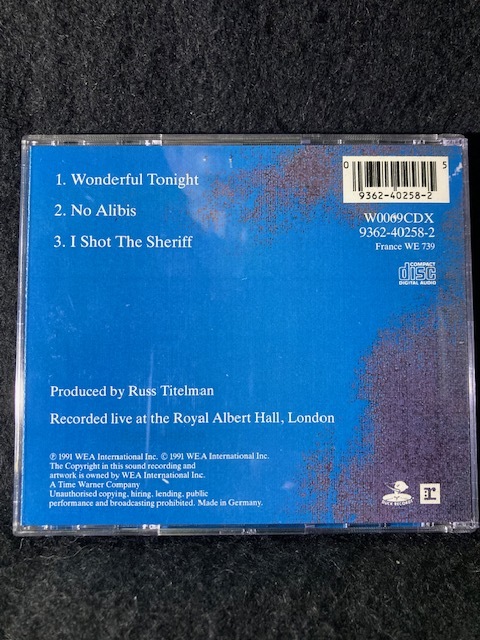 1. Wonderful Tonight
2. No Alibis
3. I Shot The Sheriff
0 5
9362-40258-2
W0069CDX
9362-40258-2
France WE 739
COMPACT
disc
DIGITAL AUDIO
Produced by Russ Titelman
Recorded live at the Royal Albert Hall, London
℗ 1991 WEA International Inc. © 1991 WEA International Inc.
The Copyright in this sound recording and
artwork is owned by WEA International Inc.
A Time Warner Company
Unauthorised copying, hiring, lending, public
performance and broadcasting prohibited. Made in Germany.
DUCK RECORDS
r